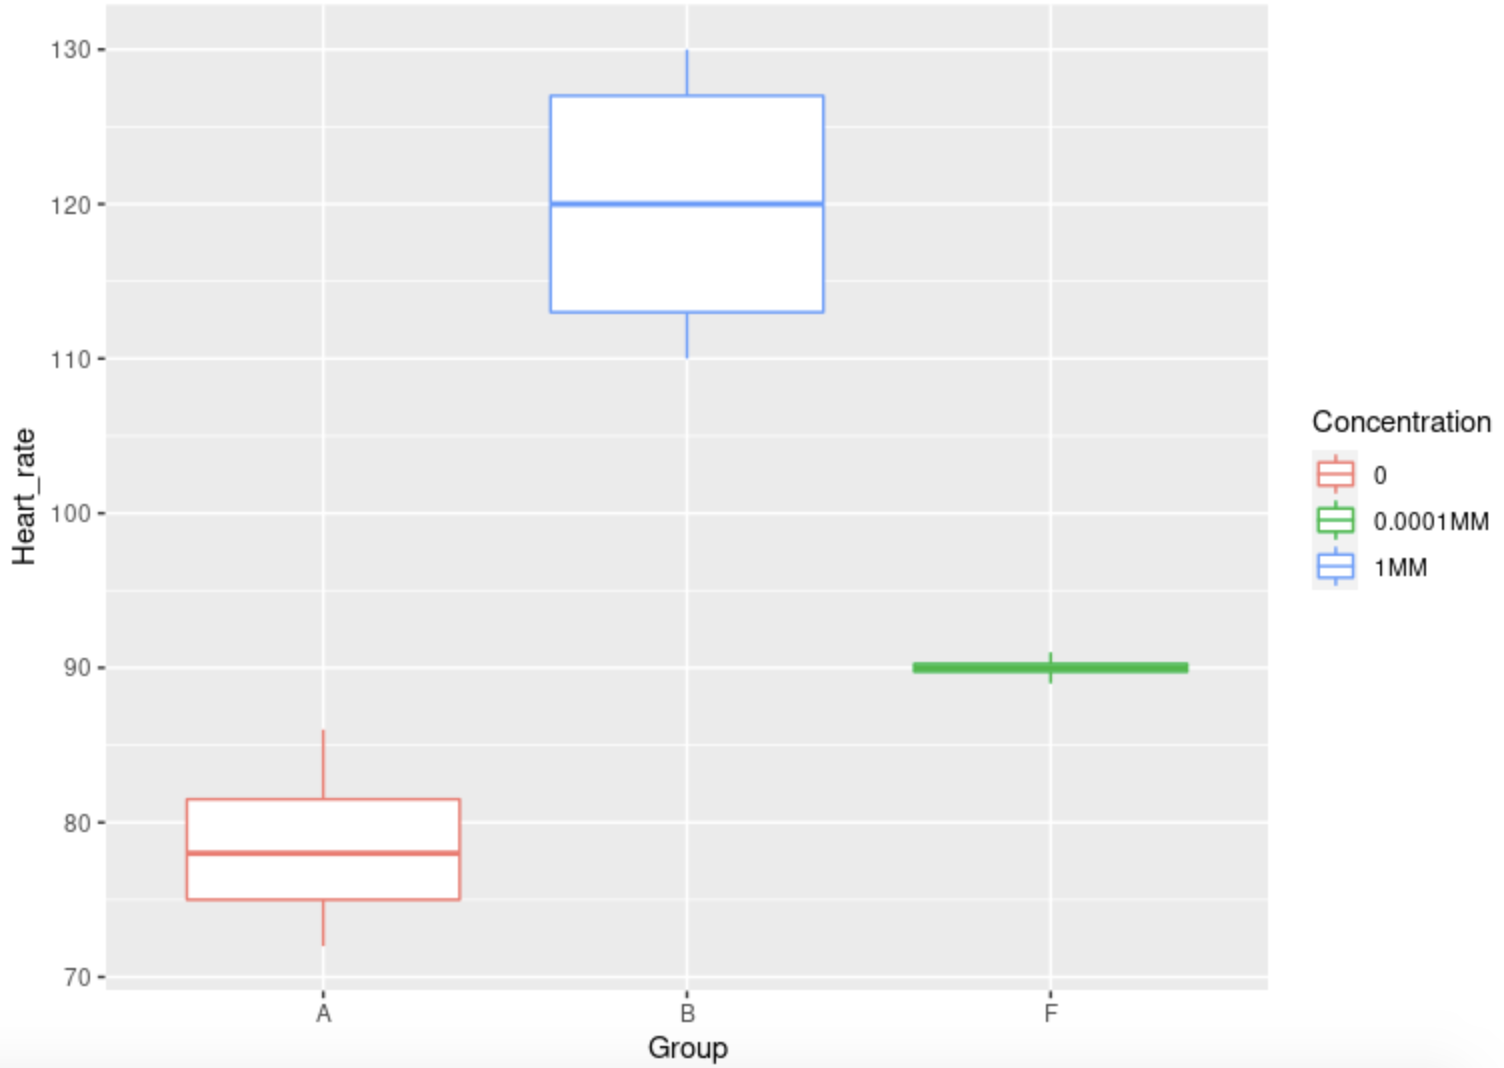 Heart_rate
130
120
110
100
90
80
70
A B F
Group
Concentration
0
0.0001MM
1MM